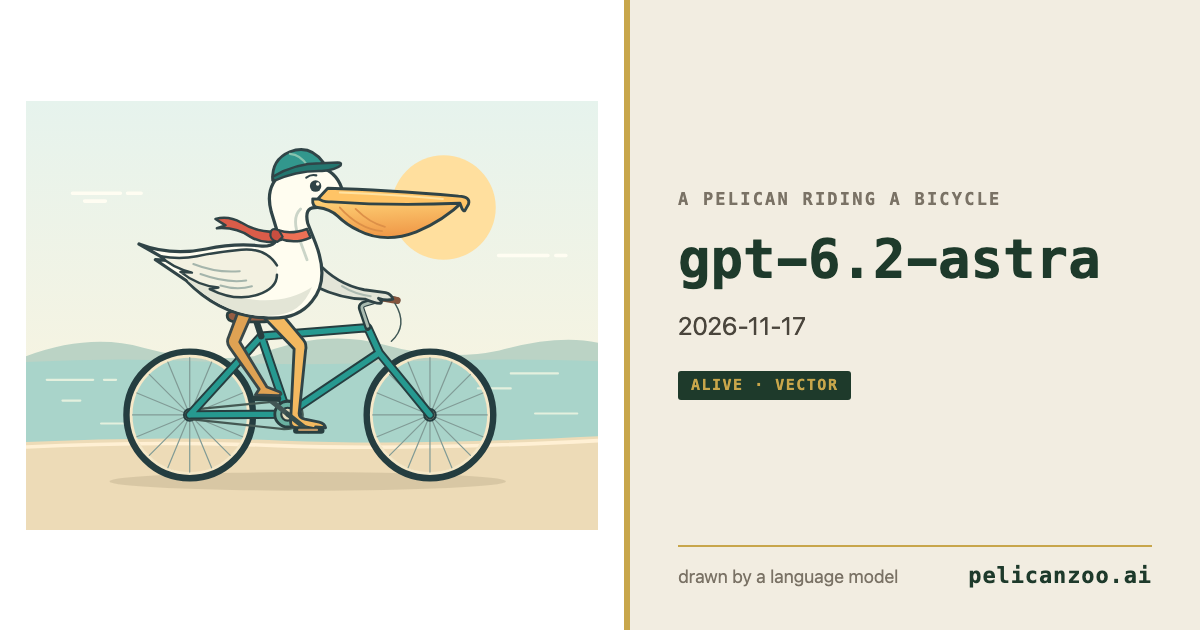 A PELICAN RIDING A BICYCLE
gpt-6.2-astra
2026-11-17
ALIVE · VECTOR
drawn by a language model
pelicanzoo.ai